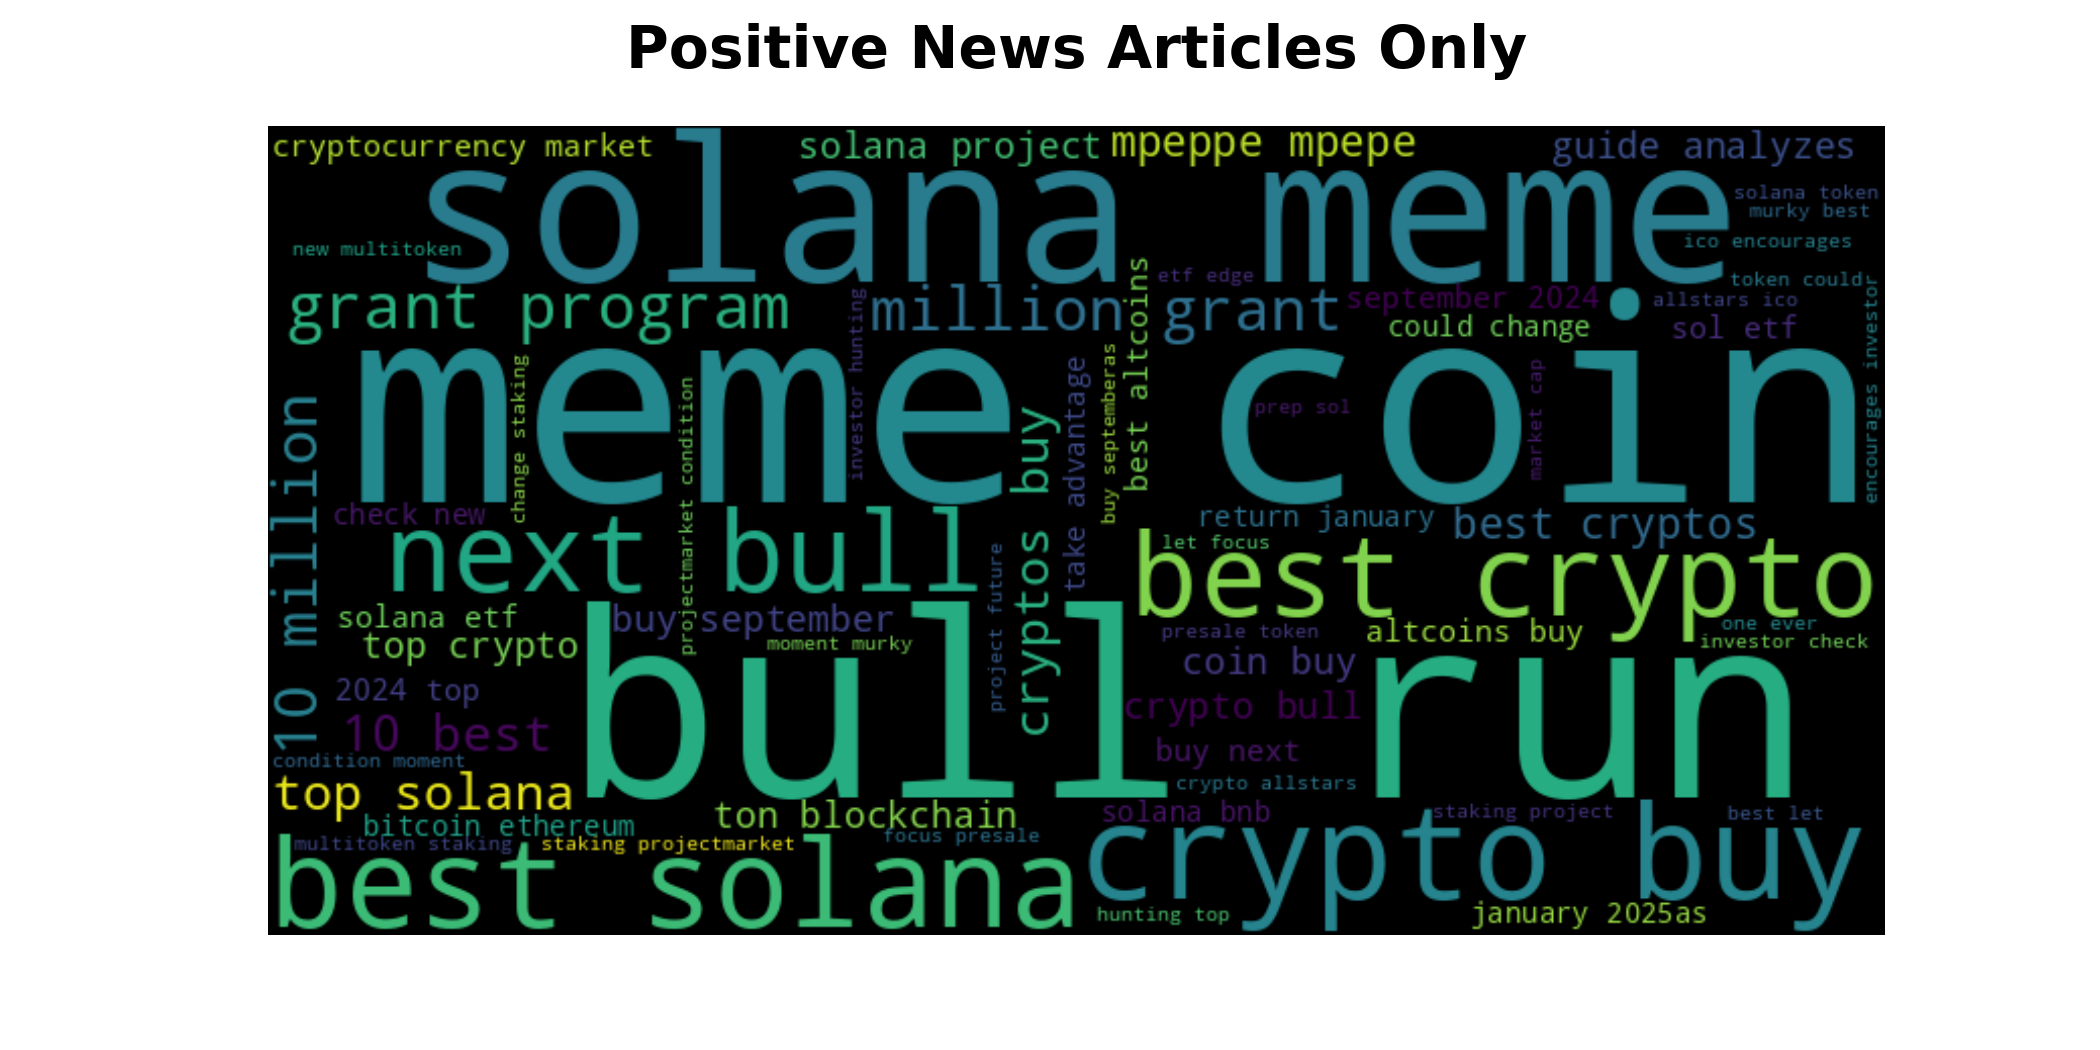 Positive News Articles Only
cryptocurrency market
solana project
mpeppe mpepe
guide analyzes
solana meme
solana token
murky best
new multitoken
ico encourages
etf edge
token could
grant program
million grant
september 2024
allstars ico
could change
sol etf
best altcoins
investor hunting
encourages investor
meme coin
change staking
projectmarket condition
take advantage
buy septemberas
prep sol
market cap
10 million
cryptos buy
check new
return january
best cryptos
next bull
let focus
best crypto
project future
solana etf
buy september
top crypto
moment murky
presale token
altcoins buy
one ever
investor check
bull run
coin buy
2024 top
10 best
crypto bull
buy next
condition moment
top solana
crypto allstars
ton blockchain
solana bnb
staking project
best let
bitcoin ethereum
multitoken staking
staking projectmarket
focus presale
best solana
crypto buy
hunting top
january 2025as